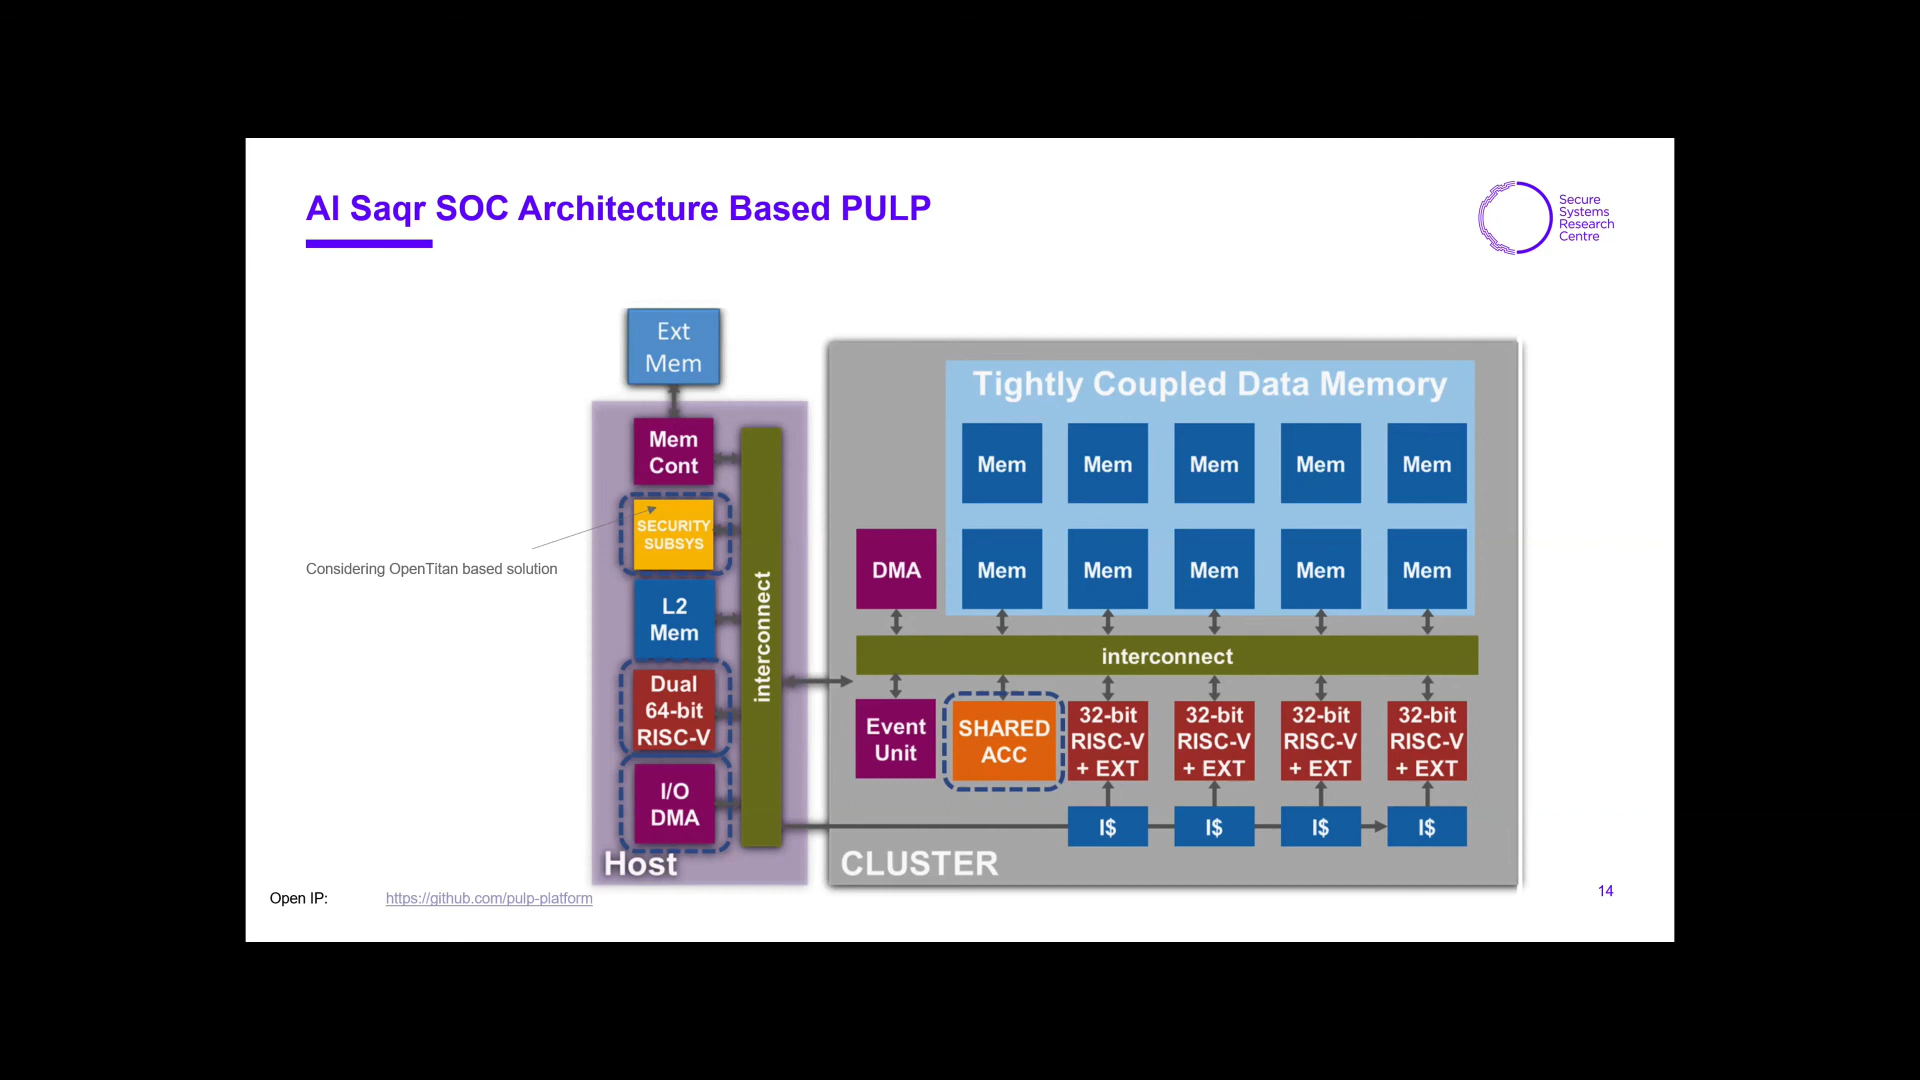 Al Saqr SOC Architecture Based PULP
Secure
Systems
Research
Centre
Ext
Mem
Mem
Cont
SECURITY
SUBSYS
Considering OpenTitan based solution
L2
Mem
Dual
64-bit
RISC-V
I/O
DMA
interconnect
Host
Tightly Coupled Data Memory
Mem Mem Mem Mem Mem
DMA
Mem Mem Mem Mem Mem
interconnect
Event
Unit
SHARED
ACC
32-bit
RISC-V
+ EXT
32-bit
RISC-V
+ EXT
32-bit
RISC-V
+ EXT
32-bit
RISC-V
+ EXT
I$ I$ I$ I$
CLUSTER
Open IP: https://github.com/pulp-platform
14